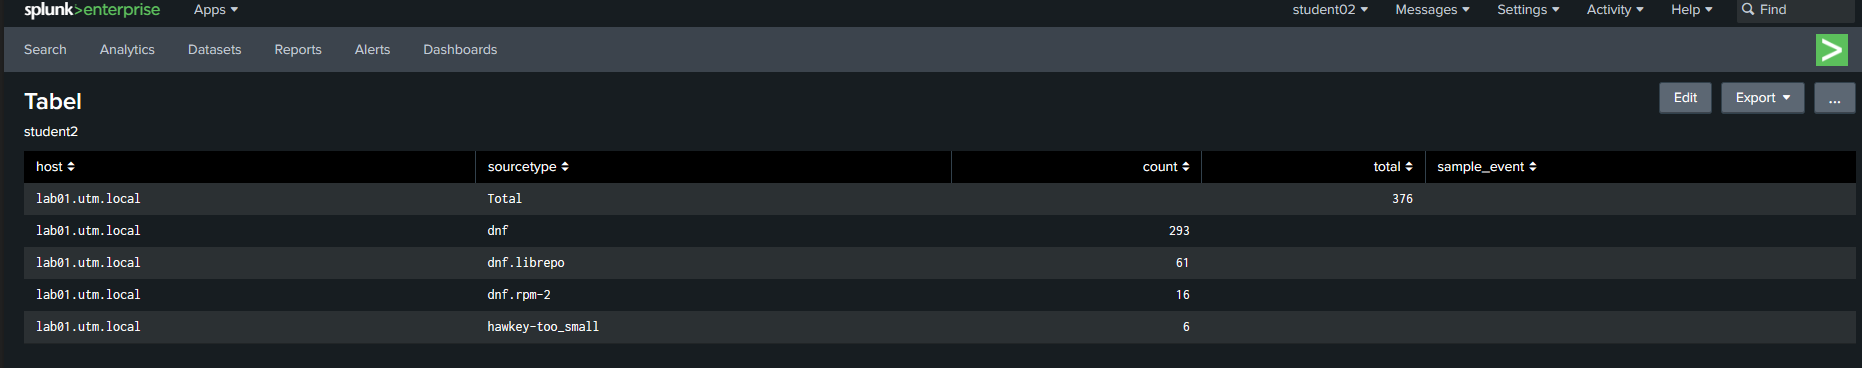 splunk>enterprise Apps student02 Messages Settings Activity Help Find
Search Analytics Datasets Reports Alerts Dashboards
Tabel Edit Export ...
student2
host sourcetype count total sample_event
lab01.utm.local Total 376
lab01.utm.local dnf 293
lab01.utm.local dnf.librepo 61
lab01.utm.local dnf.rpm-2 16
lab01.utm.local hawkey-too_small 6